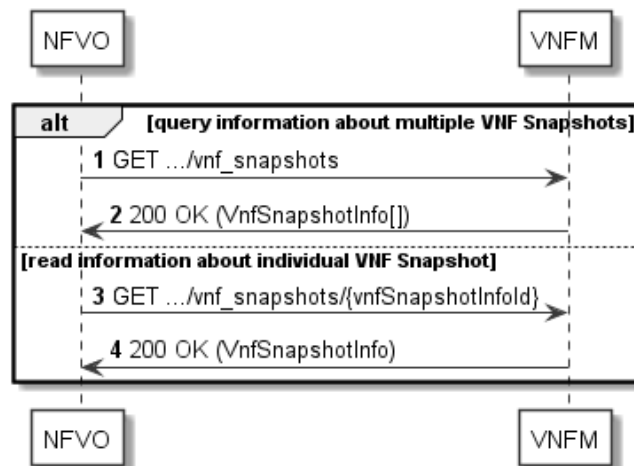 NFVO VNFM
alt [query information about multiple VNF Snapshots]
1 GET .../vnf_snapshots
2 200 OK (VnfSnapshotInfo[])
[read information about individual VNF Snapshot]
3 GET .../vnf_snapshots/{vnfSnapshotInfoId}
4 200 OK (VnfSnapshotInfo)
NFVO VNFM